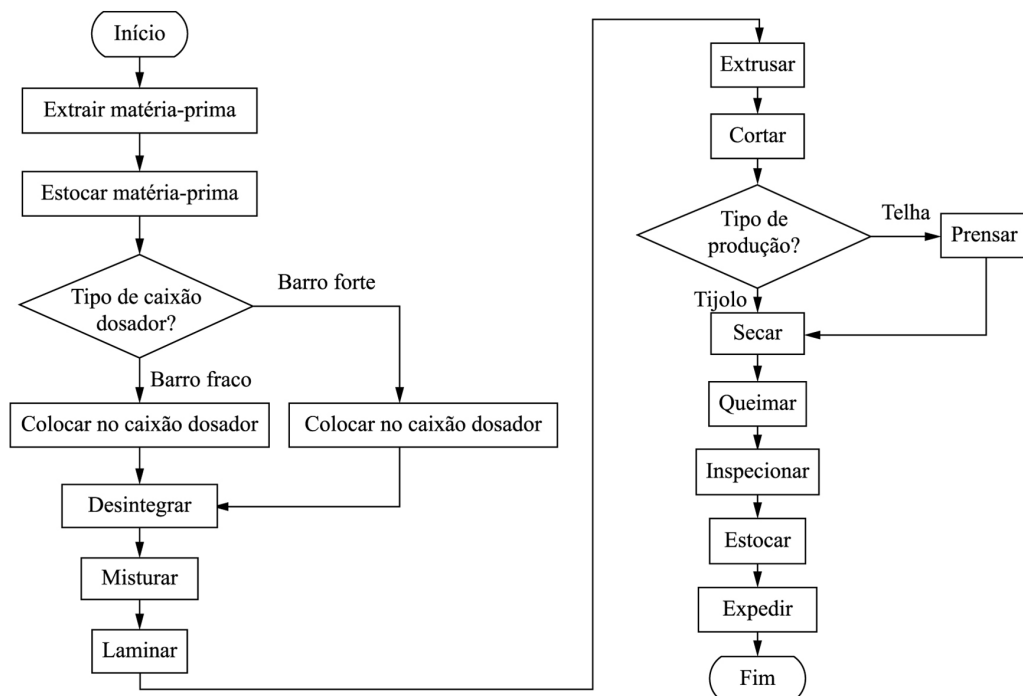 Início
Extrair matéria-prima
Estocar matéria-prima
Tipo de caixão
dosador?
Barro forte
Barro fraco
Colocar no caixão dosador
Colocar no caixão dosador
Desintegrar
Misturar
Laminar
Extrusar
Cortar
Tipo de
produção?
Telha
Prensar
Tijolo
Secar
Queimar
Inspecionar
Estocar
Expedir
Fim